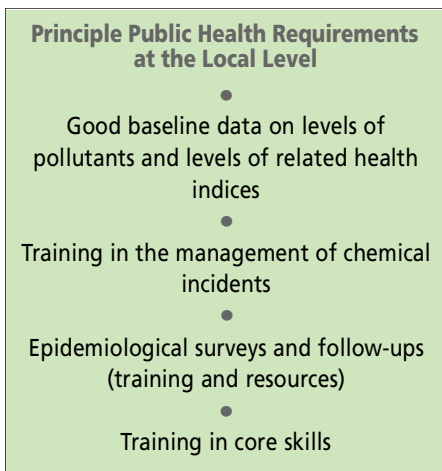 Principle Public Health Requirements
at the Local Level
•
Good baseline data on levels of
pollutants and levels of related health
indices
•
Training in the management of chemical
incidents
•
Epidemiological surveys and follow-ups
(training and resources)
•
Training in core skills